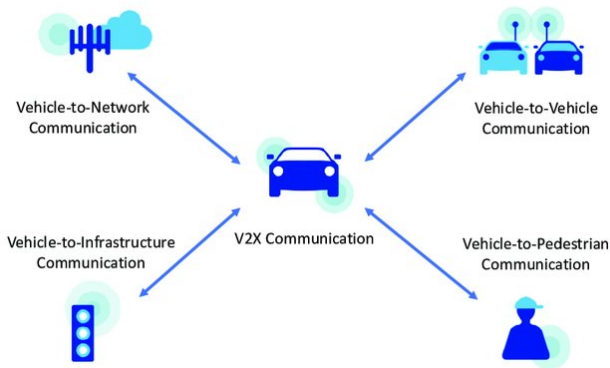 Vehicle-to-Network
Communication
Vehicle-to-Vehicle
Communication
Vehicle-to-Infrastructure
Communication
V2X Communication
Vehicle-to-Pedestrian
Communication